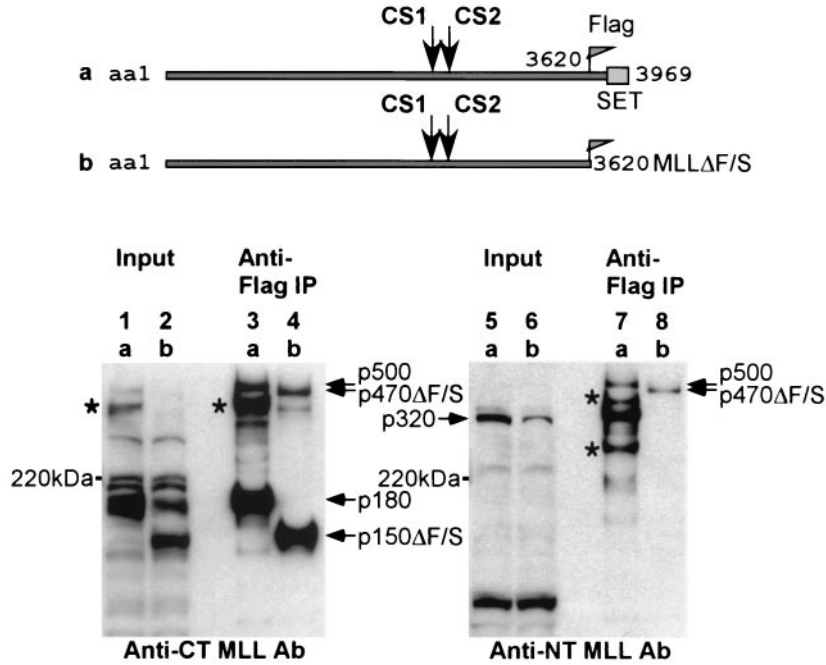 CS1 CS2 Flag
3620
a aa1 3969
SET
CS1 CS2
b aa1 3620 MLLΔF/S
Input Anti-Flag IP Input Anti-Flag IP
1 2 3 4 5 6 7 8
a b a b a b a b
p500 p500
* * p470ΔF/S * p470ΔF/S
p320
*
220kDa 220kDa
p180
p150ΔF/S
Anti-CT MLL Ab Anti-NT MLL Ab